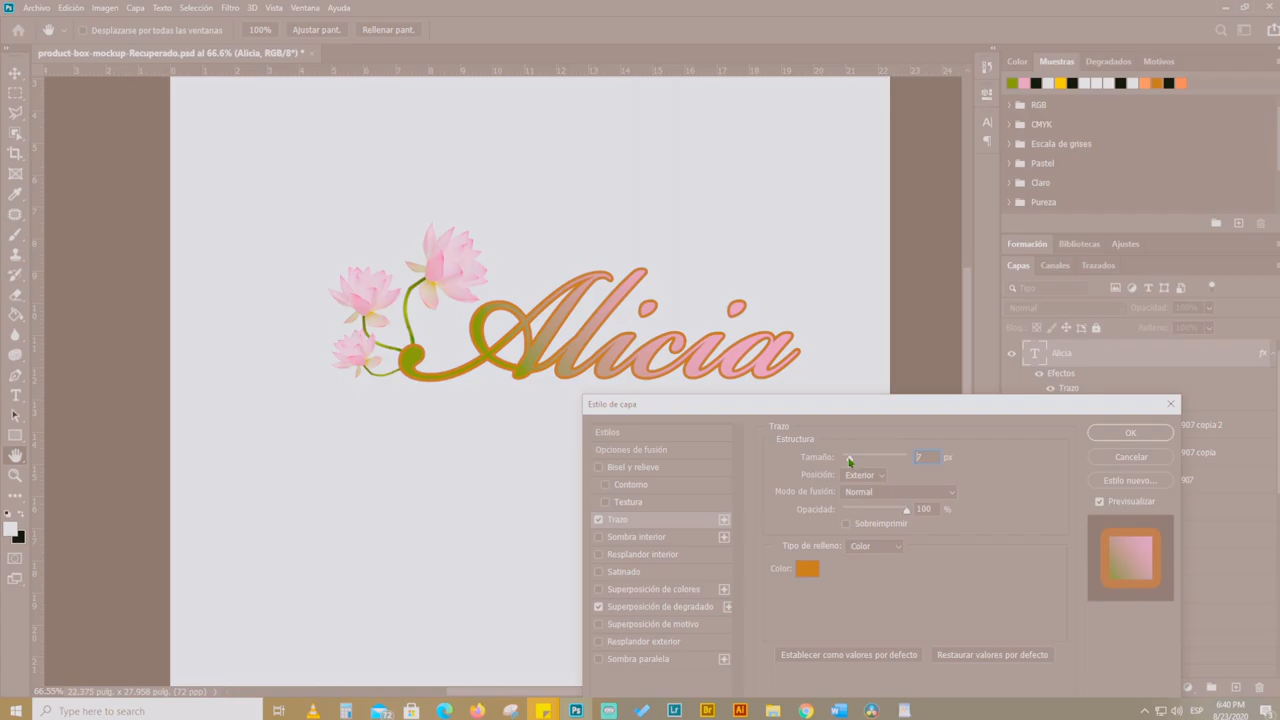 Archivo Edición Imagen Capa Texto Selección Filtro 3D Vista Ventana Ayuda
Desplazarse por todas las ventanas 100% Ajustar pant. Rellenar pant.
product-box-mockup-Recuperado.psd al 66.6% (Alicia, RGB/8*) *
Color Muestras Degradados Motivos
RGB
CMYK
Escala de grises
Pastel
Claro
Pureza
Formación Bibliotecas Ajustes
Capas Canales Trazados
Tipo
Normal Opacidad: 100%
Bloq.: Relleno: 100%
Alicia fx
Efectos
Trazo
907 copia 2
907 copia
907
Alicia
Estilo de capa
Estilos
Opciones de fusión
Bisel y relieve
Contorno
Textura
Trazo
Sombra interior
Resplandor interior
Satinado
Superposición de colores
Superposición de degradado
Superposición de motivo
Resplandor exterior
Sombra paralela
Trazo
Estructura
Tamaño: 7 px
Posición: Exterior
Modo de fusión: Normal
Opacidad: 100 %
Sobreimprimir
Tipo de relleno: Color
Color:
Establecer como valores por defecto Restaurar valores por defecto
OK
Cancelar
Estilo nuevo...
Previsualizar
66.55% 22.375 pulg. x 27.958 pulg. (72 ppp)
Type here to search
72
ESP
6:40 PM
8/23/2020